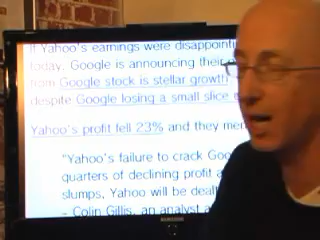 If Yahoo's earnings were disappointi
today. Google is announcing their
from Google stock is stellar growth
despite Google losing a small slice
Yahoo's profit fell 23% and they
"Yahoo's failure to crack Goo
quarters of declining profit a
slumps, Yahoo will be dealt
- Colin Gillis, an analyst a
SAMSUNG